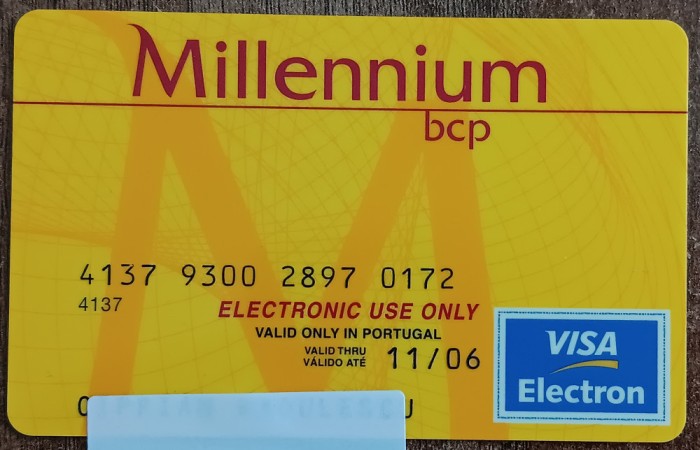 Millennium
bcp
4137 9300 2897 0172
4137
ELECTRONIC USE ONLY
VALID ONLY IN PORTUGAL
VALID THRU
VÁLIDO ATÉ
11/06
VISA
Electron